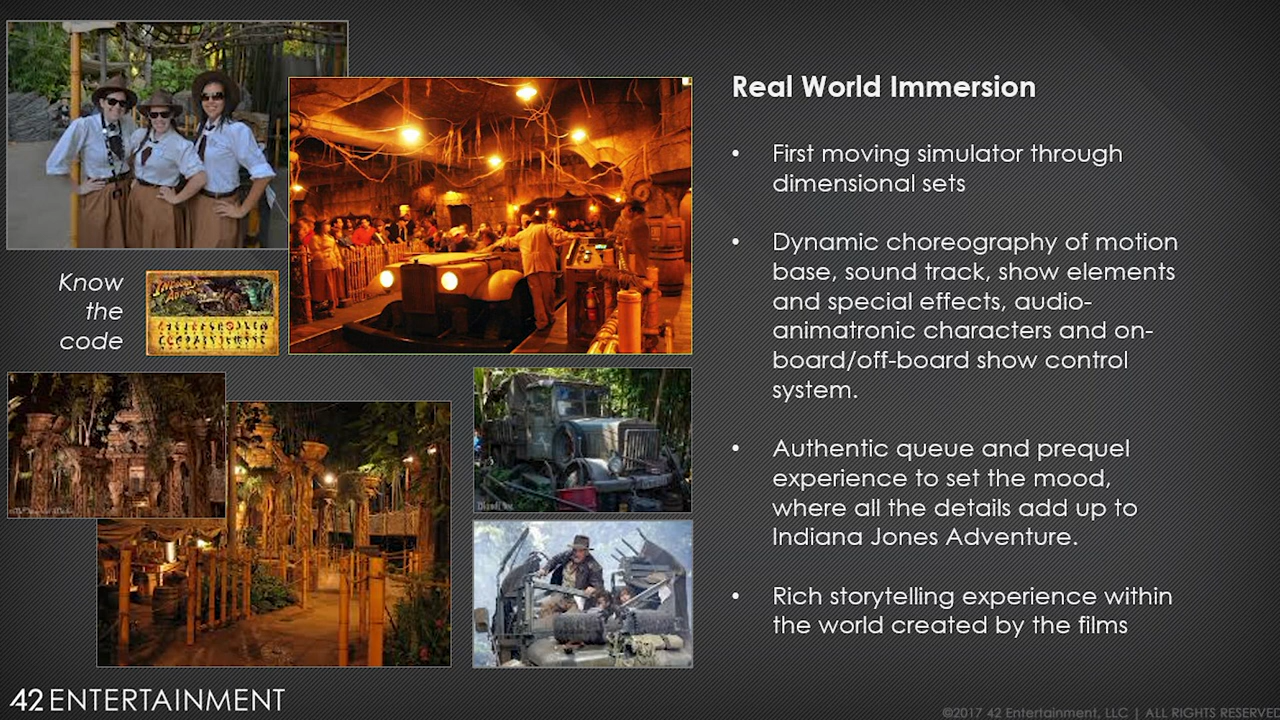 Real World Immersion
• First moving simulator through
dimensional sets
• Dynamic choreography of motion
base, sound track, show elements
and special effects, audio-
animatronic characters and on-
board/off-board show control
system.
• Authentic queue and prequel
experience to set the mood,
where all the details add up to
Indiana Jones Adventure.
• Rich storytelling experience within
the world created by the films
Know
the
code
INDIANA
42 ENTERTAINMENT
©2017 42 Entertainment, LLC | ALL RIGHTS RESERVED